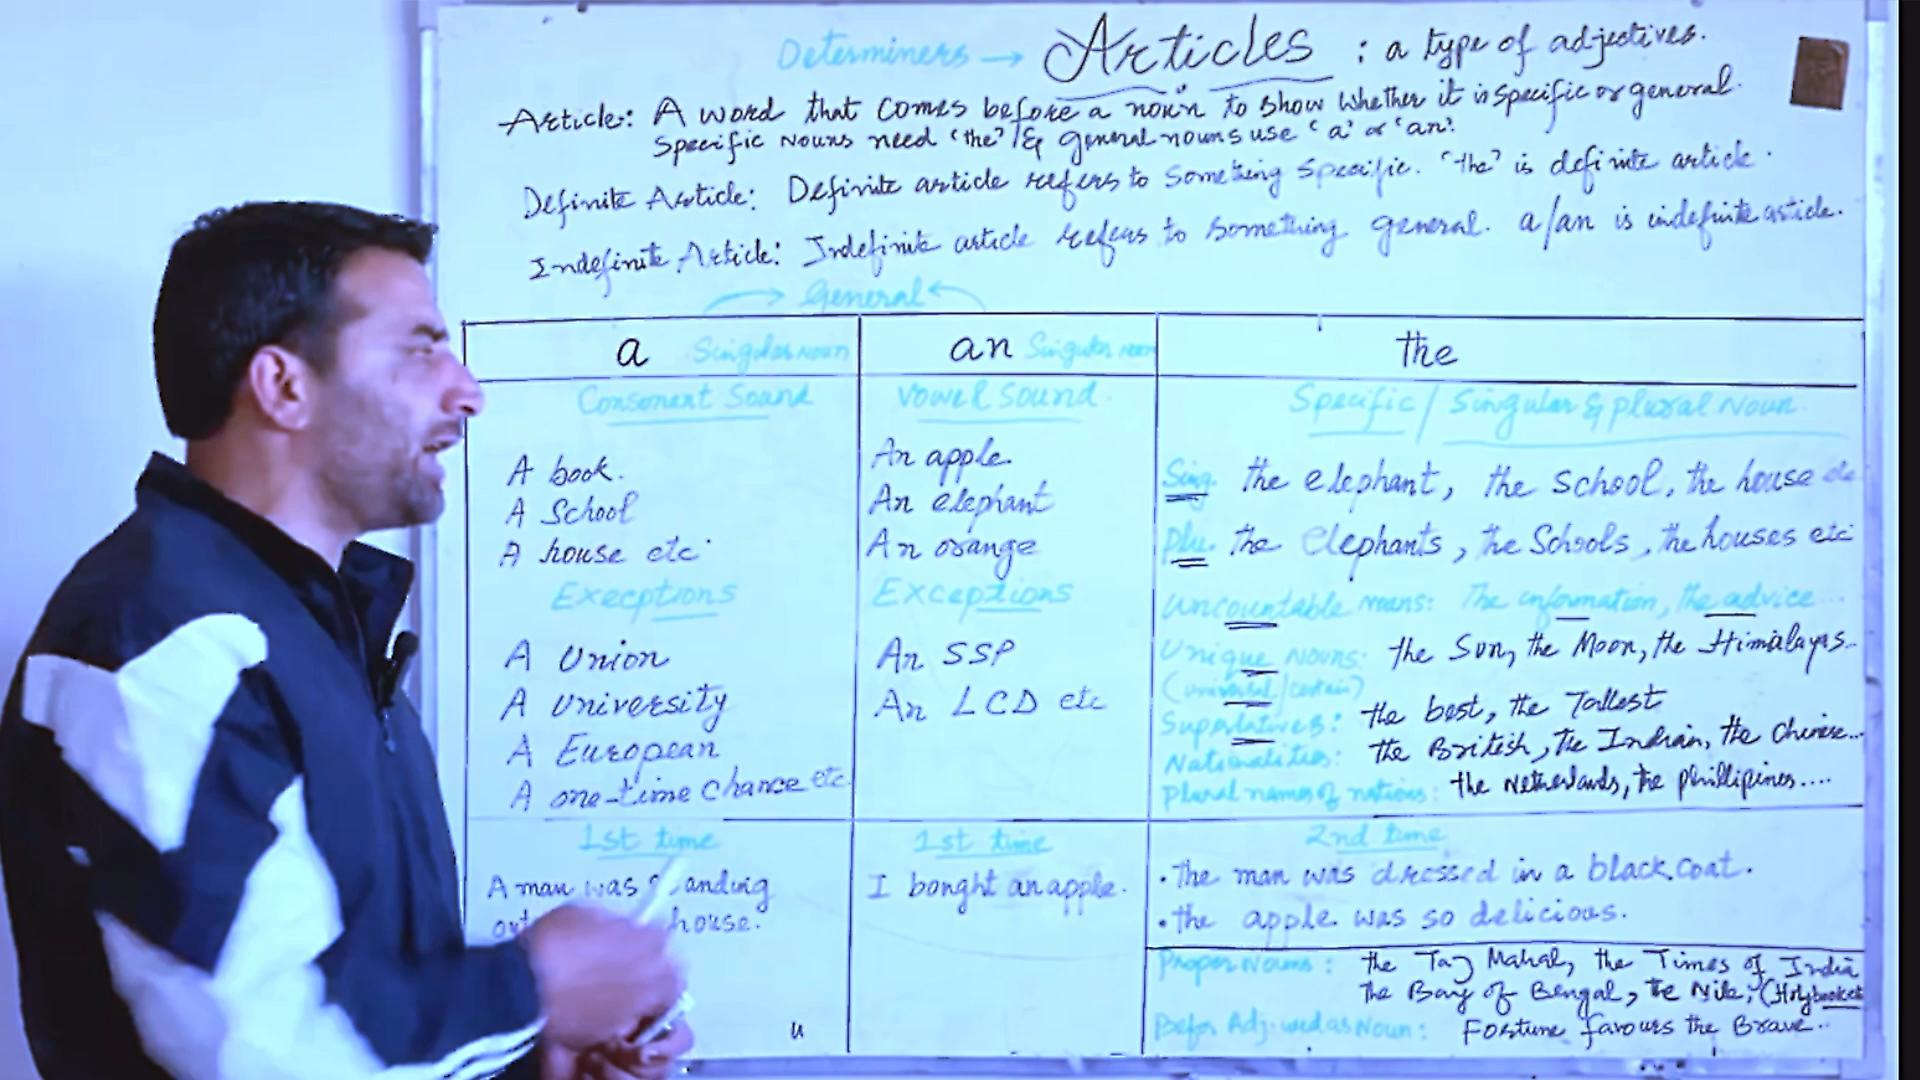 Determiners → Articles : a type of adjectives.
Article: A word that comes before a noun to show whether it is specific or general.
Specific nouns need 'the' & general nouns use 'a' or 'an'.
Definite Article: Definite article refers to something specific. 'the' is definite article.
Indefinite Article: Indefinite article refers to something general. a/an is indefinite article.
General
a Singular noun
Consonent Sound
A book.
A School
A house etc.
Execptions
A Union
A University
A European
A one-time chance etc
1st time
A man was anding
house.
u
an Singular noun
Vowel Sound.
An apple.
An elephant
An orange
Exceptions
An SSP
An LCD etc
1st time
I bought an apple.
the
Specific / Singular & plural Noun
Sing. the elephant, the school, the house etc
Plu. the elephants, the Schools, the houses etc
Uncountable nouns: The information, the advice...
Unique nouns: the Sun, the Moon, the Himalayas..
(universal/certain)
Superlatives: the best, the Tallest
Nationalities: the British, the Indian, the Chinese...
Plural names of nations: the Netherlands, the phillipines....
2nd time
• The man was dressed in a black coat.
• the apple was so delicious.
Proper Nouns: the Taj Mahal, the Times of India
the Bay of Bengal, the Nile, (Holy books etc
Befor Adj. used as Noun: Fortune favours the Brave..